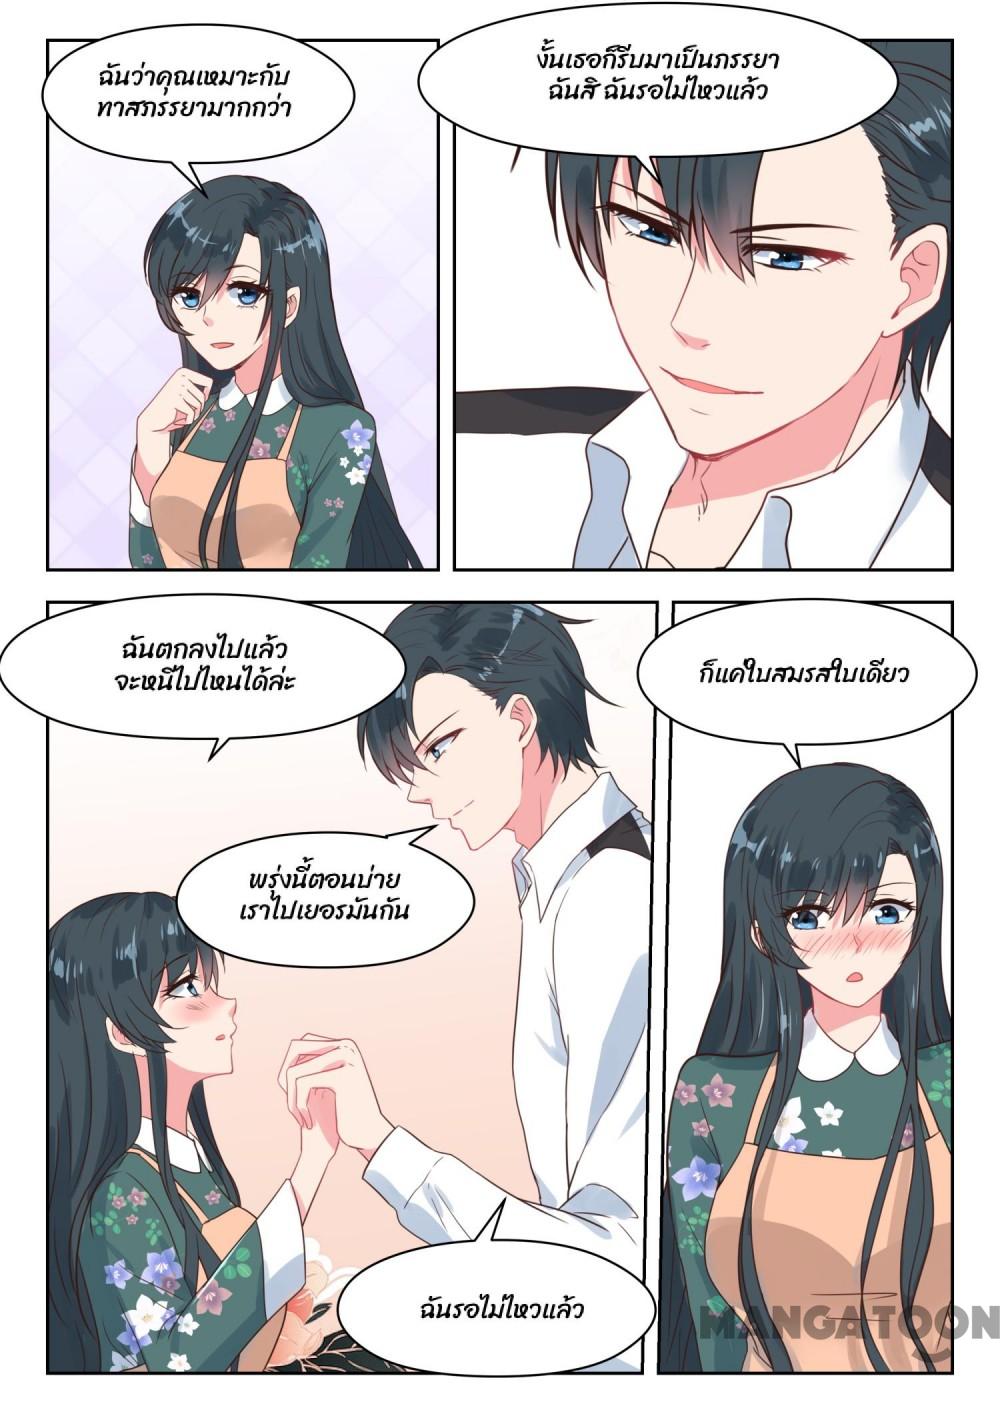 ฉันว่าคุณเหมาะกับ
ทาสภรรยามากกว่า
งั้นเธอก็รีบมาเป็นภรรยา
ฉันสิ ฉันรอไม่ไหวแล้ว
ฉันตกลงไปแล้ว
จะหนีไปไหนได้ล่ะ
พรุ่งนี้ตอนบ่าย
เราไปเยอรมันกัน
ฉันรอไม่ไหวแล้ว
ก็แค่ใบสมรสใบเดียว
MANGATOON